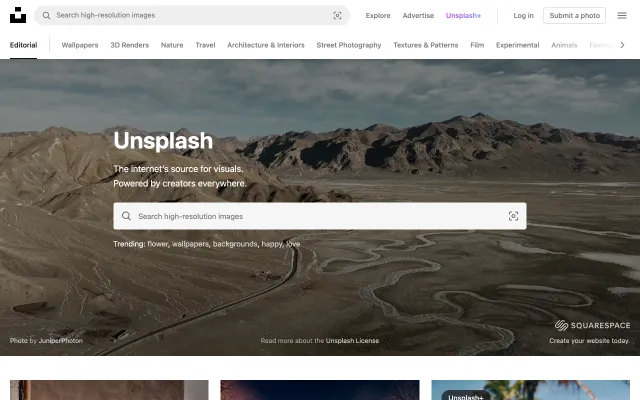 Search high-resolution images
Explore Advertise Unsplash+ Log in Submit a photo
Editorial Wallpapers 3D Renders Nature Travel Architecture & Interiors Street Photography Textures & Patterns Film Experimental Animals
Unsplash
The internet's source for visuals.
Powered by creators everywhere.
Search high-resolution images
Trending: flower, wallpapers, backgrounds, happy, love
SQUARESPACE
Photo by JuniperPhoton
Read more about the Unsplash License
Create your website today.
Unsplash+